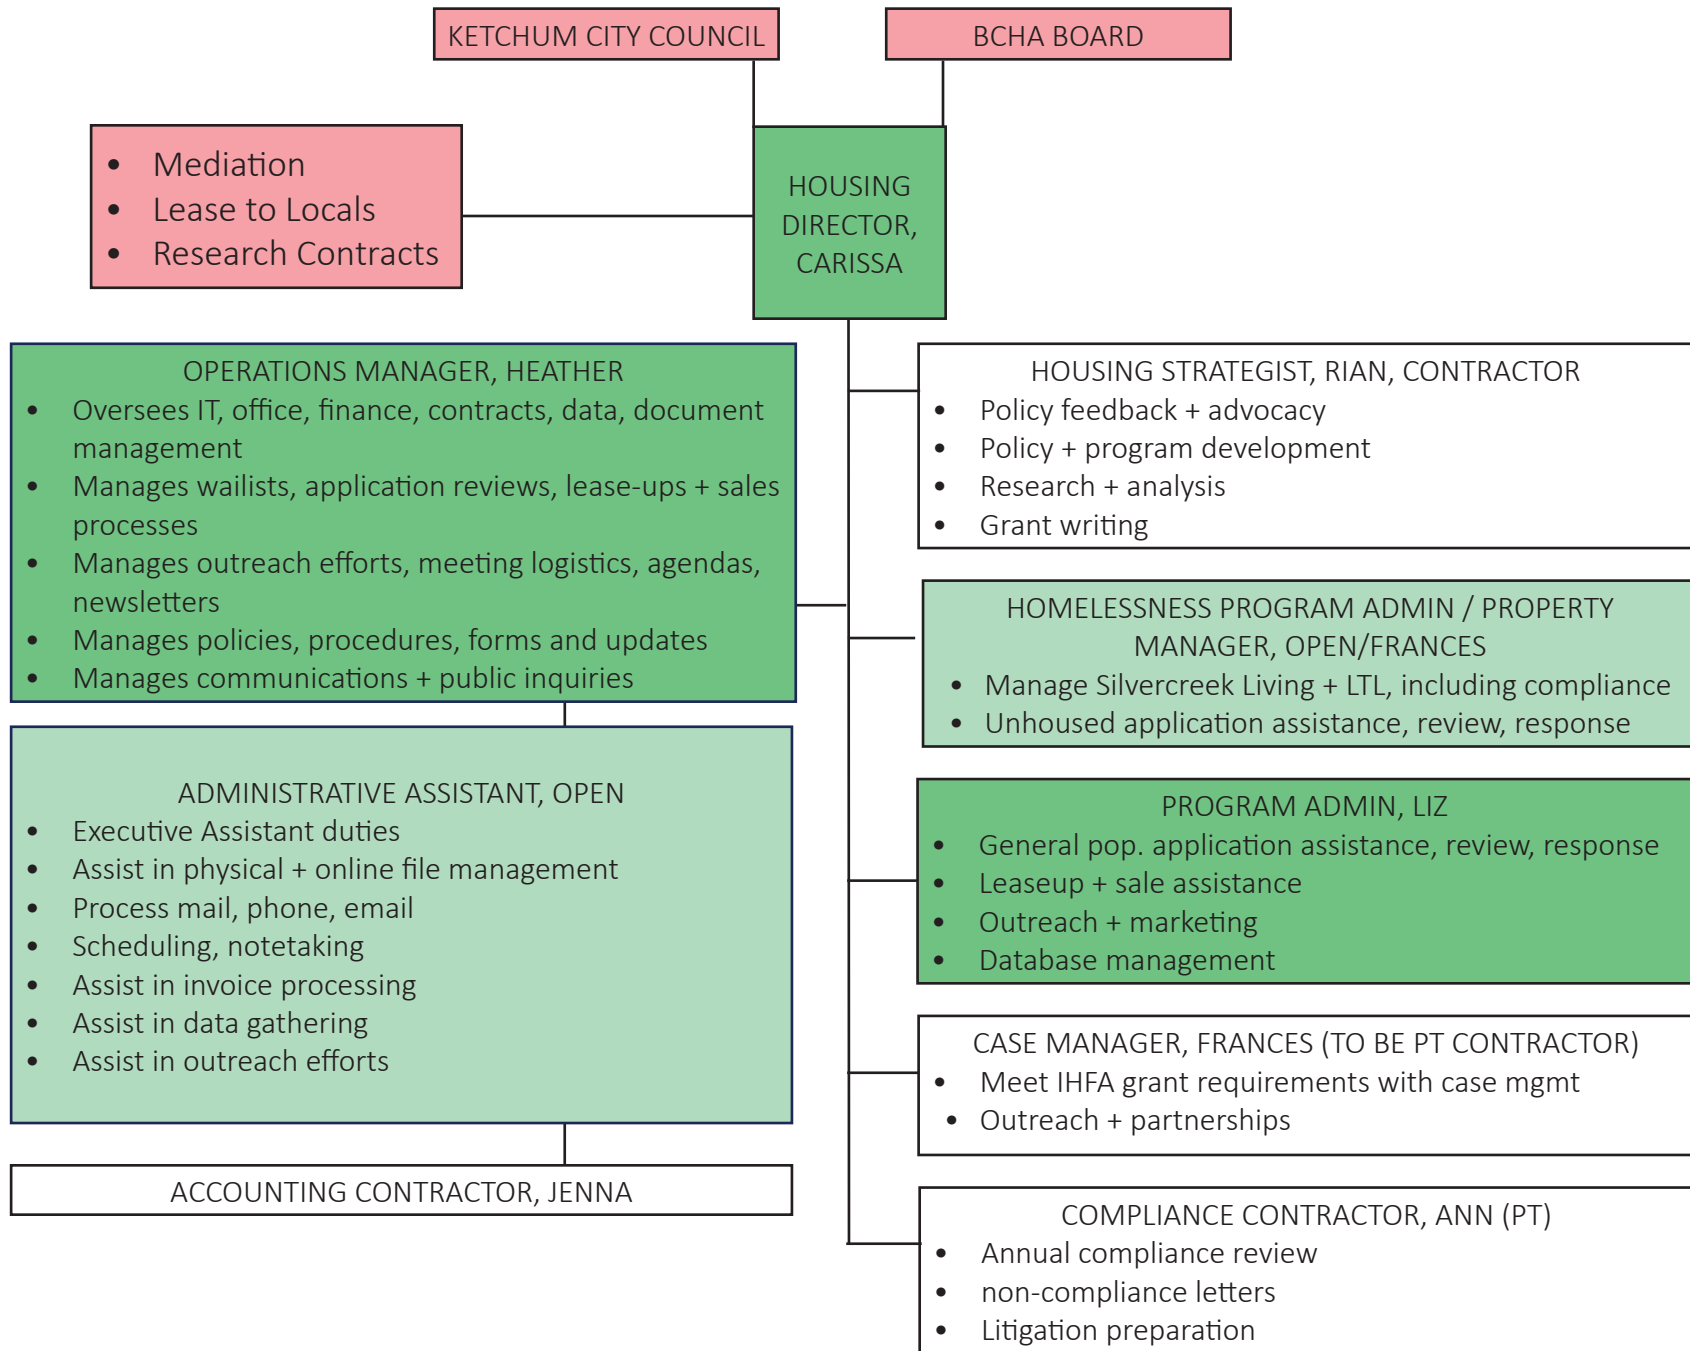 KETCHUM CITY COUNCIL
BCHA BOARD
• Mediation
• Lease to Locals
• Research Contracts
HOUSING
DIRECTOR,
CARISSA
OPERATIONS MANAGER, HEATHER
• Oversees IT, office, finance, contracts, data, document
management
• Manages wailists, application reviews, lease-ups + sales
processes
• Manages outreach efforts, meeting logistics, agendas,
newsletters
• Manages policies, procedures, forms and updates
• Manages communications + public inquiries
ADMINISTRATIVE ASSISTANT, OPEN
• Executive Assistant duties
• Assist in physical + online file management
• Process mail, phone, email
• Scheduling, notetaking
• Assist in invoice processing
• Assist in data gathering
• Assist in outreach efforts
ACCOUNTING CONTRACTOR, JENNA
HOUSING STRATEGIST, RIAN, CONTRACTOR
• Policy feedback + advocacy
• Policy + program development
• Research + analysis
• Grant writing
HOMELESSNESS PROGRAM ADMIN / PROPERTY
MANAGER, OPEN/FRANCES
• Manage Silvercreek Living + LTL, including compliance
• Unhoused application assistance, review, response
PROGRAM ADMIN, LIZ
• General pop. application assistance, review, response
• Leaseup + sale assistance
• Outreach + marketing
• Database management
CASE MANAGER, FRANCES (TO BE PT CONTRACTOR)
• Meet IHFA grant requirements with case mgmt
• Outreach + partnerships
COMPLIANCE CONTRACTOR, ANN (PT)
• Annual compliance review
• non-compliance letters
• Litigation preparation